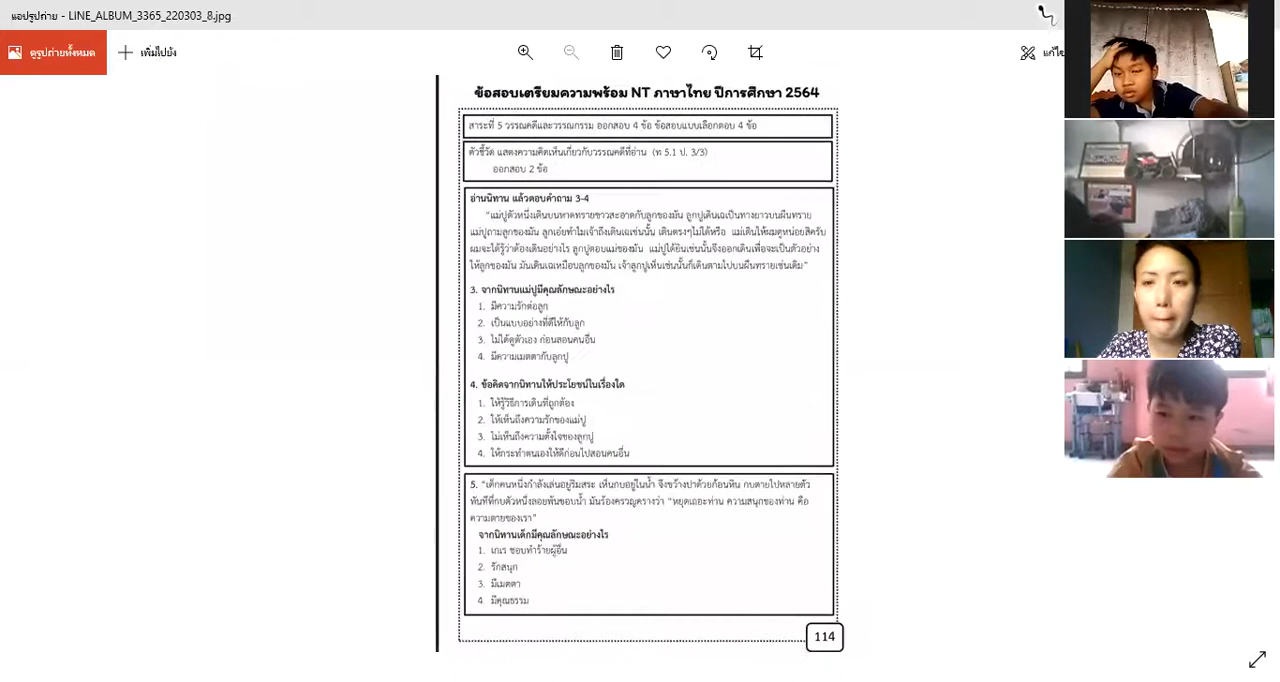 แอปรูปถ่าย - LINE_ALBUM_3365_220303_8.jpg
ดูรูปถ่ายทั้งหมด
เพิ่มไปยัง
แก้ไข
ข้อสอบเตรียมความพร้อม NT ภาษาไทย ปีการศึกษา 2564
สาระที่ 5 วรรณคดีและวรรณกรรม ออกสอบ 4 ข้อ ข้อสอบแบบเลือกตอบ 4 ข้อ
ตัวชี้วัด แสดงความคิดเห็นเกี่ยวกับวรรณคดีที่อ่าน (ท 5.1 ป. 3/3)
ออกสอบ 2 ข้อ
อ่านนิทาน แล้วตอบคำถาม 3-4
"แม่ปูตัวหนึ่งเดินบนหาดทรายขาวสะอาดกับลูกของมัน ลูกปูเดินเฉเป็นทางยาวบนผืนทราย
แม่ปูถามลูกของมัน ลูกเอ๋ยทำไมเจ้าถึงเดินเฉเช่นนั้น เดินตรงๆไม่ได้หรือ แม่เดินให้ผมดูหน่อยสิครับ
ผมจะได้รู้ว่าต้องเดินอย่างไร ลูกปูตอบแม่ของมัน แม่ปูได้ยินเช่นนั้นจึงออกเดินเพื่อจะเป็นตัวอย่าง
ให้ลูกของมัน มันเดินเฉเหมือนลูกของมัน เจ้าลูกปูเห็นเช่นนั้นก็เดินตามไปบนผืนทรายเช่นเดิม"
3. จากนิทานแม่ปูมีคุณลักษณะอย่างไร
1. มีความรักต่อลูก
2. เป็นแบบอย่างที่ดีให้กับลูก
3. ไม่ได้ดูตัวเอง ก่อนสอนคนอื่น
4. มีความเมตตากับลูกปู
4. ข้อคิดจากนิทานให้ประโยชน์ในเรื่องใด
1. ให้รู้วิธีการเดินที่ถูกต้อง
2. ให้เห็นถึงความรักของแม่ปู
3. ไม่เห็นถึงความตั้งใจของลูกปู
4. ให้กระทำตนเองให้ดีก่อนไปสอนคนอื่น
5. "เด็กคนหนึ่งกำลังเล่นอยู่ริมสระ เห็นกบอยู่ในน้ำ จึงขว้างปาด้วยก้อนหิน กบตายไปหลายตัว
ทันทีที่กบตัวหนึ่งลอยพ้นขอบน้ำ มันร้องครวญครางว่า "หยุดเถอะท่าน ความสนุกของท่าน คือ
ความตายของเรา"
จากนิทานเด็กมีคุณลักษณะอย่างไร
1. เกเร ชอบทำร้ายผู้อื่น
2. รักสนุก
3. มีเมตตา
4 มีคุณธรรม
114